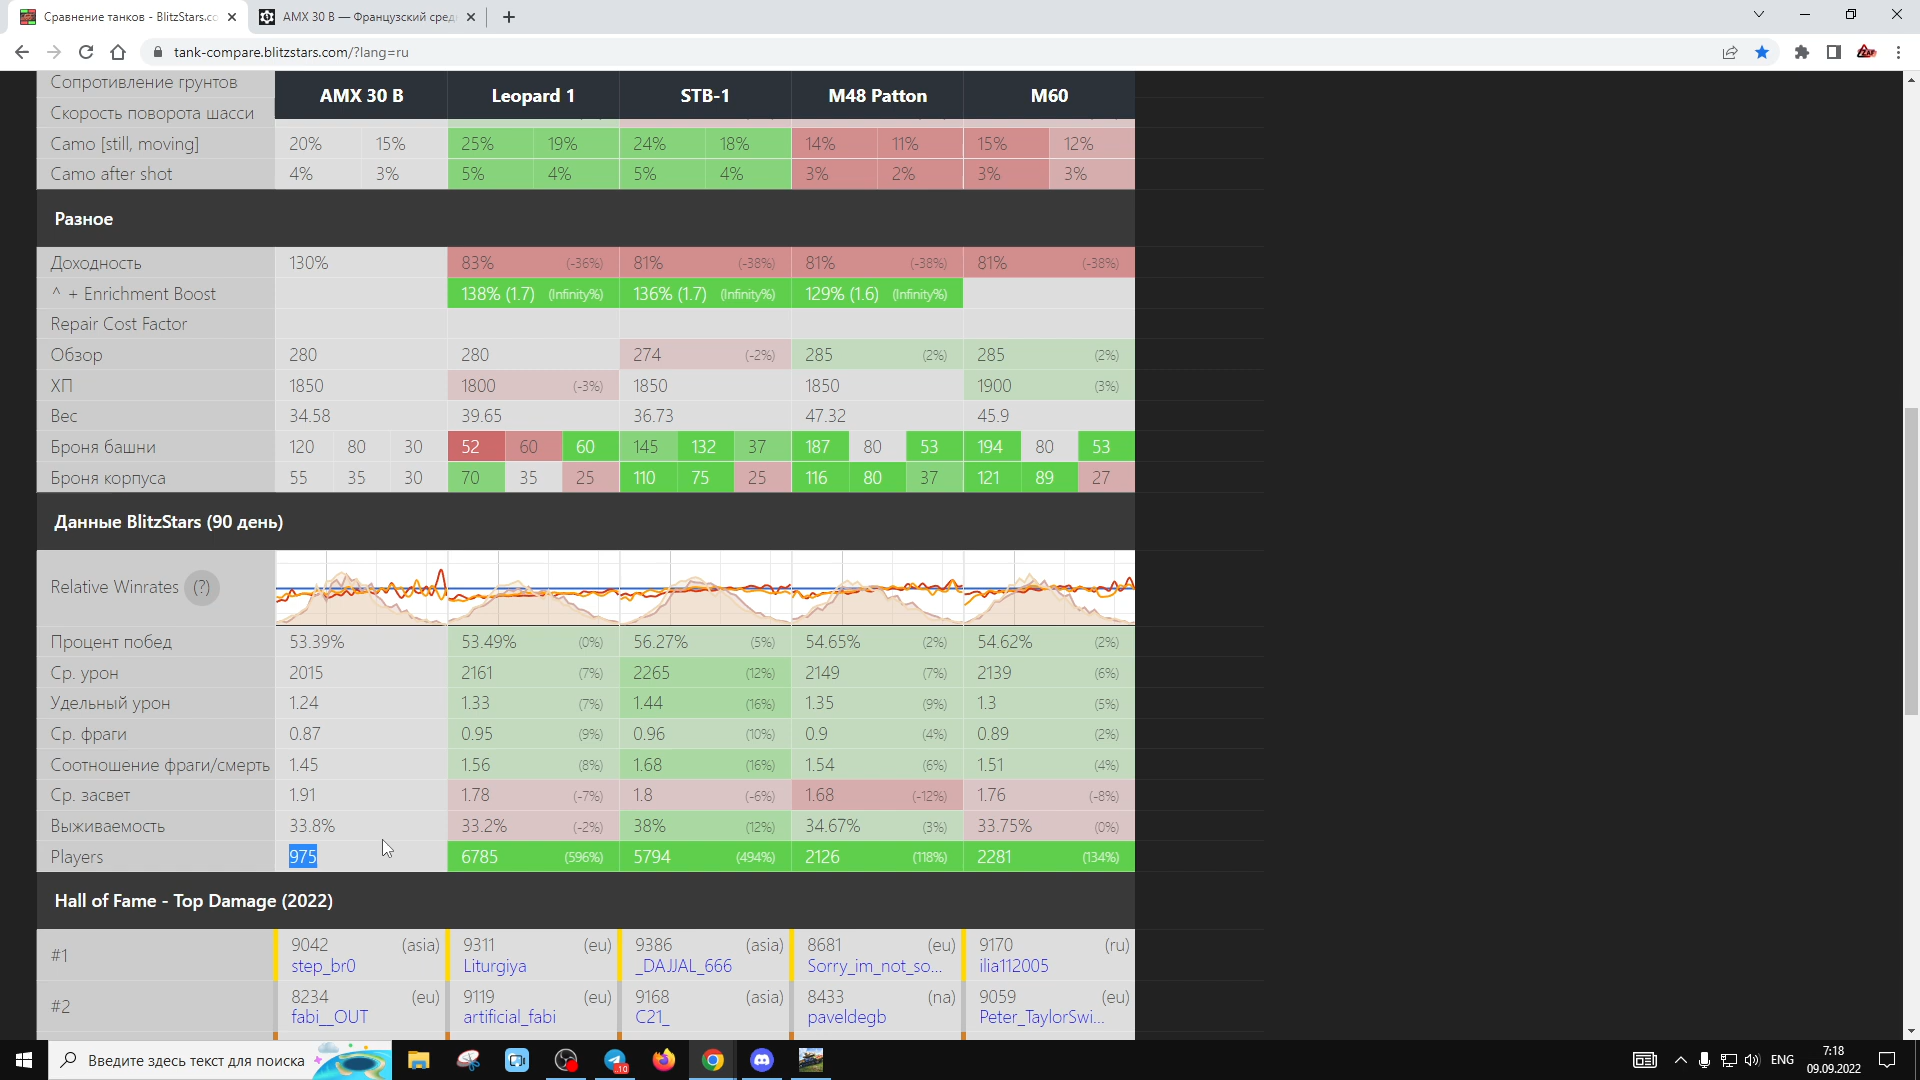 Сравнение танков - BlitzStars.co
AMX 30 B — Французский сред
tank-compare.blitzstars.com/?lang=ru
AMX 30 B Leopard 1 STB-1 M48 Patton M60
Сопротивление грунтов
Скорость поворота шасси
Camo [still, moving] 20% 15% 25% 19% 24% 18% 14% 11% 15% 12%
Camo after shot 4% 3% 5% 4% 5% 4% 3% 2% 3% 3%
Разное
Доходность 130% 83% (-36%) 81% (-38%) 81% (-38%) 81% (-38%)
^ + Enrichment Boost 138% (1.7) (Infinity%) 136% (1.7) (Infinity%) 129% (1.6) (Infinity%)
Repair Cost Factor
Обзор 280 280 274 (-2%) 285 (2%) 285 (2%)
ХП 1850 1800 (-3%) 1850 1850 1900 (3%)
Вес 34.58 39.65 36.73 47.32 45.9
Броня башни 120 80 30 52 60 60 145 132 37 187 80 53 194 80 53
Броня корпуса 55 35 30 70 35 25 110 75 25 116 80 37 121 89 27
Данные BlitzStars (90 день)
Relative Winrates (?)
Процент побед 53.39% 53.49% (0%) 56.27% (5%) 54.65% (2%) 54.62% (2%)
Ср. урон 2015 2161 (7%) 2265 (12%) 2149 (7%) 2139 (6%)
Удельный урон 1.24 1.33 (7%) 1.44 (16%) 1.35 (9%) 1.3 (5%)
Ср. фраги 0.87 0.95 (9%) 0.96 (10%) 0.9 (4%) 0.89 (2%)
Соотношение фраги/смерть 1.45 1.56 (8%) 1.68 (16%) 1.54 (6%) 1.51 (4%)
Ср. засвет 1.91 1.78 (-7%) 1.8 (-6%) 1.68 (-12%) 1.76 (-8%)
Выживаемость 33.8% 33.2% (-2%) 38% (12%) 34.67% (3%) 33.75% (0%)
Players 975 6785 (596%) 5794 (494%) 2126 (118%) 2281 (134%)
Hall of Fame - Top Damage (2022)
#1 9042 (asia) 9311 (eu) 9386 (asia) 8681 (eu) 9170 (ru)
step_br0 Liturgiya _DAJJAL_666 Sorry_im_not_so... ilia112005
#2 8234 (eu) 9119 (eu) 9168 (asia) 8433 (na) 9059 (eu)
fabi__OUT artificial_fabi C21_ paveldegb Peter_TaylorSwi...
Введите здесь текст для поиска
10
ENG
7:18
09.09.2022